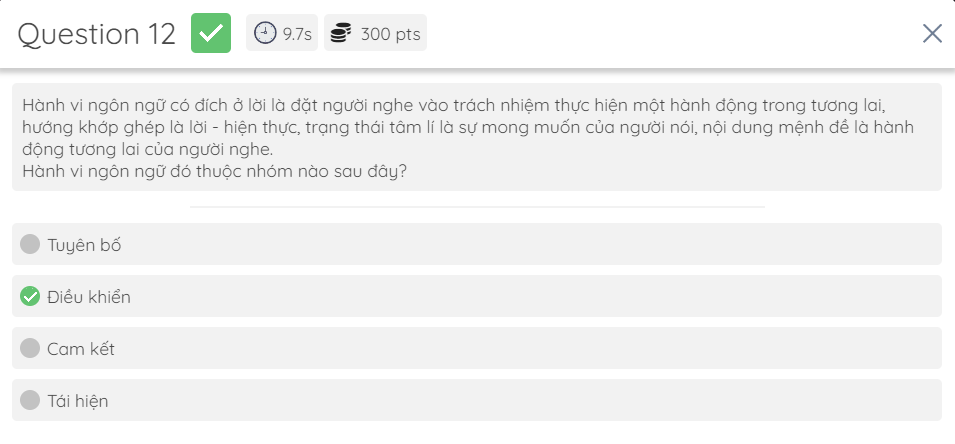 Question 12
9.7s
300 pts
Hành vi ngôn ngữ có đích ở lời là đặt người nghe vào trách nhiệm thực hiện một hành động trong tương lai,
hướng khớp ghép là lời - hiện thực, trạng thái tâm lí là sự mong muốn của người nói, nội dung mệnh đề là hành
động tương lai của người nghe.
Hành vi ngôn ngữ đó thuộc nhóm nào sau đây?
Tuyên bố
Điều khiển
Cam kết
Tái hiện